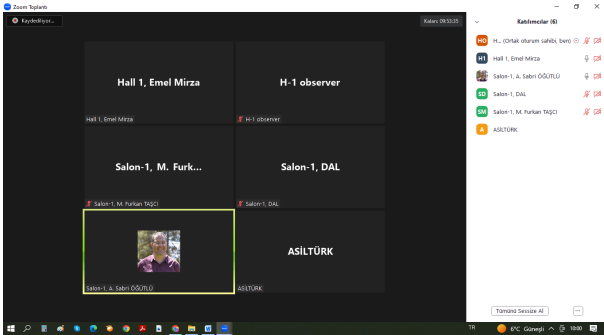 Zoom Toplantı
Kaydediliyor...
Kalan: 09:53:35
Hall 1, Emel Mirza
Hall 1, Emel Mirza
H-1 observer
H-1 observer
Salon-1, M. Furk...
Salon-1, M. Furkan TAŞCI
Salon-1, DAL
Salon-1, DAL
Salon-1, A. Sabri ÖĞÜTLÜ
ASİLTÜRK
ASİLTÜRK
Katılımcılar (6)
HO H... (Ortak oturum sahibi, ben)
H1 Hall 1, Emel Mirza
Salon-1, A. Sabri ÖĞÜTLÜ
SD Salon-1, DAL
SM Salon-1, M. Furkan TAŞCI
A ASİLTÜRK
Tümünü Sessize Al
TR 6°C Güneşli 10:00